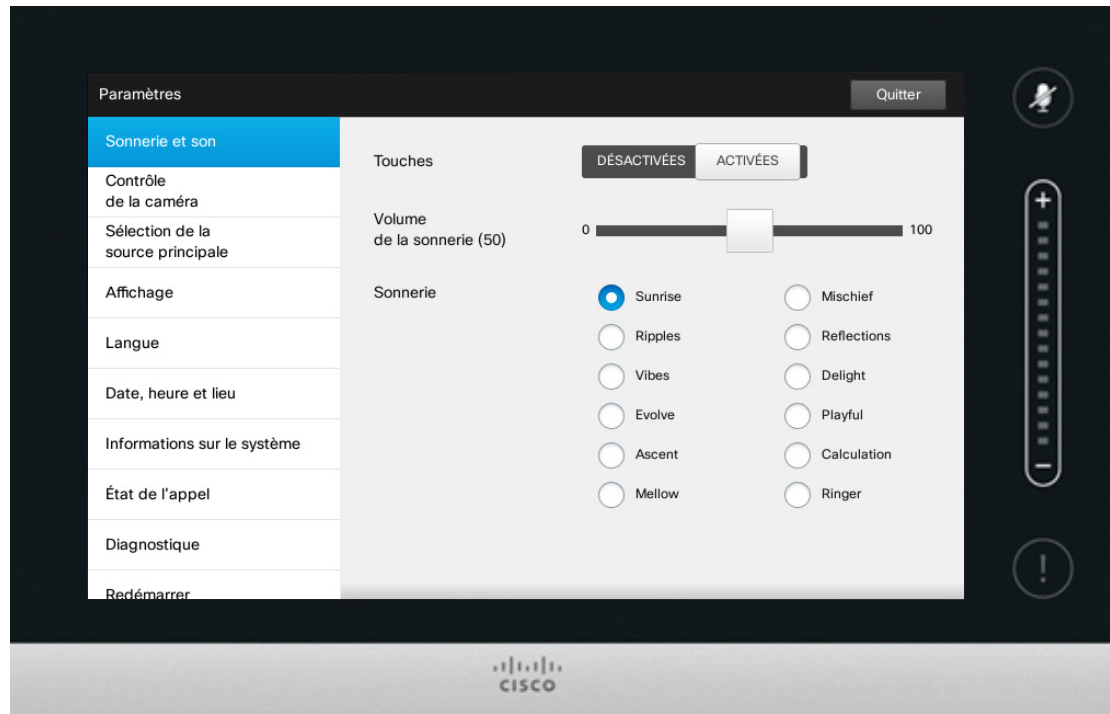 Paramètres
Quitter
Sonnerie et son
Contrôle
de la caméra
Sélection de la
source principale
Affichage
Langue
Date, heure et lieu
Informations sur le système
État de l'appel
Diagnostique
Redémarrer
Touches
DÉSACTIVÉES ACTIVÉES
Volume
de la sonnerie (50)
0 100
Sonnerie
Sunrise Mischief
Ripples Reflections
Vibes Delight
Evolve Playful
Ascent Calculation
Mellow Ringer
+
−
!
CISCO